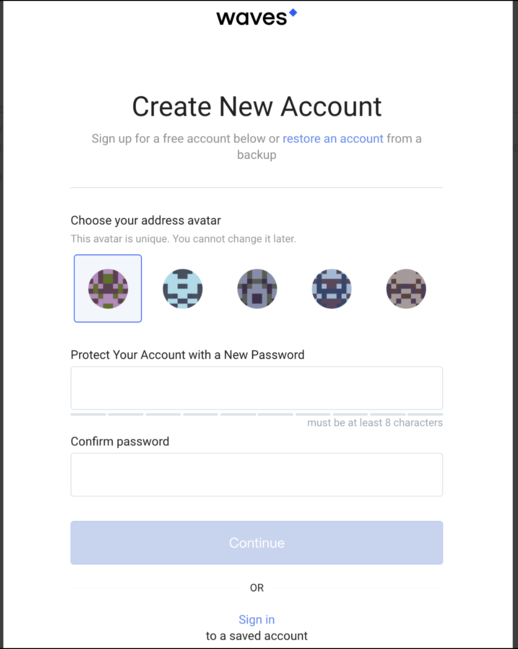 waves
Create New Account
Sign up for a free account below or restore an account from a
backup
Choose your address avatar
This avatar is unique. You cannot change it later.
Protect Your Account with a New Password
must be at least 8 characters
Confirm password
Continue
OR
Sign in
to a saved account